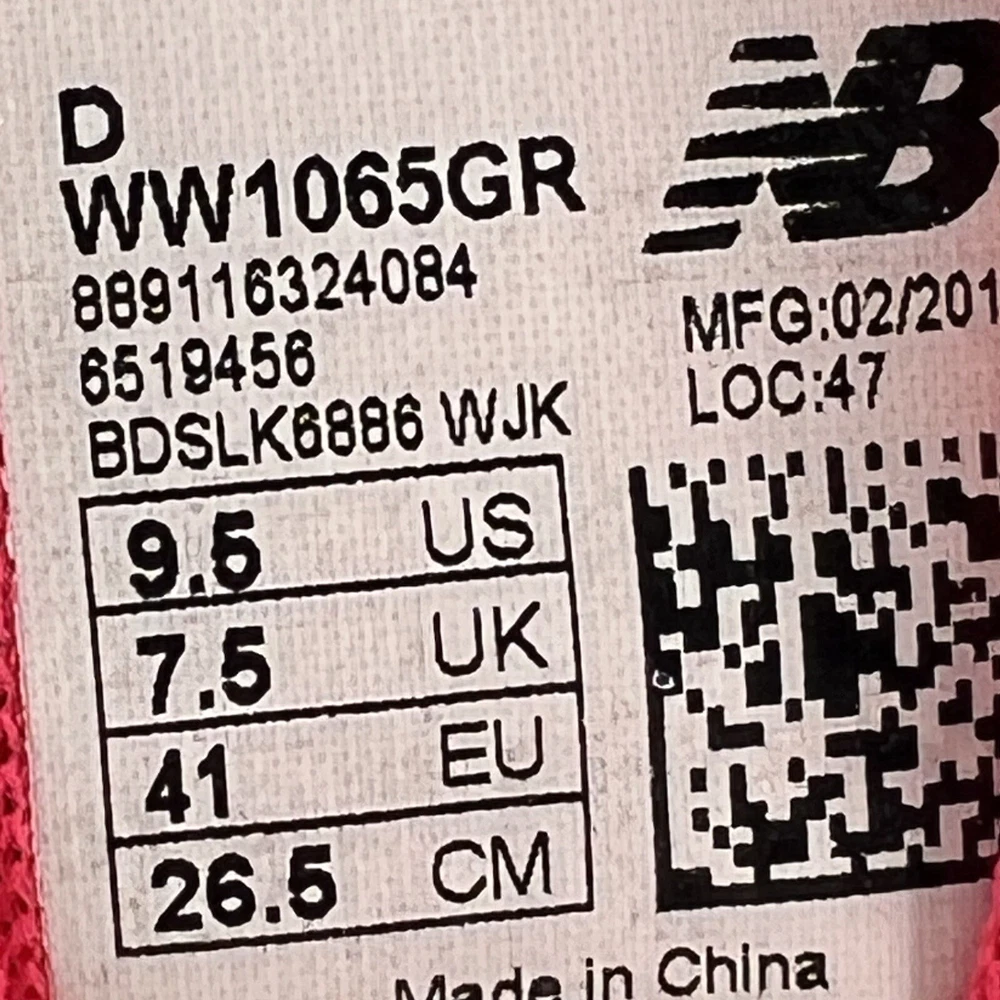 D
WW1065GR
889116324084
6519456
BDSLK6886 WJK
NB
MFG:02/201
LOC:47
9.5 US
7.5 UK
41 EU
26.5 CM
Made in China